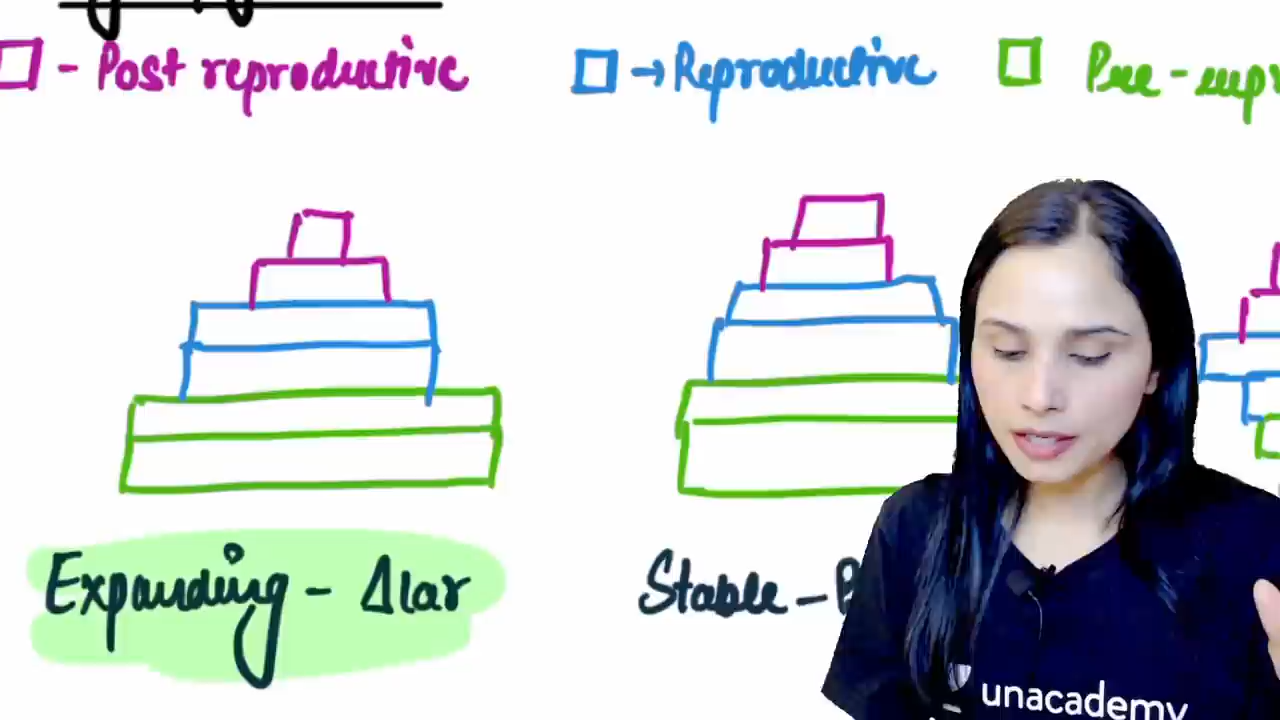 - Post reproductive → Reproductive
Expanding - Δlar Stable -
unacademy